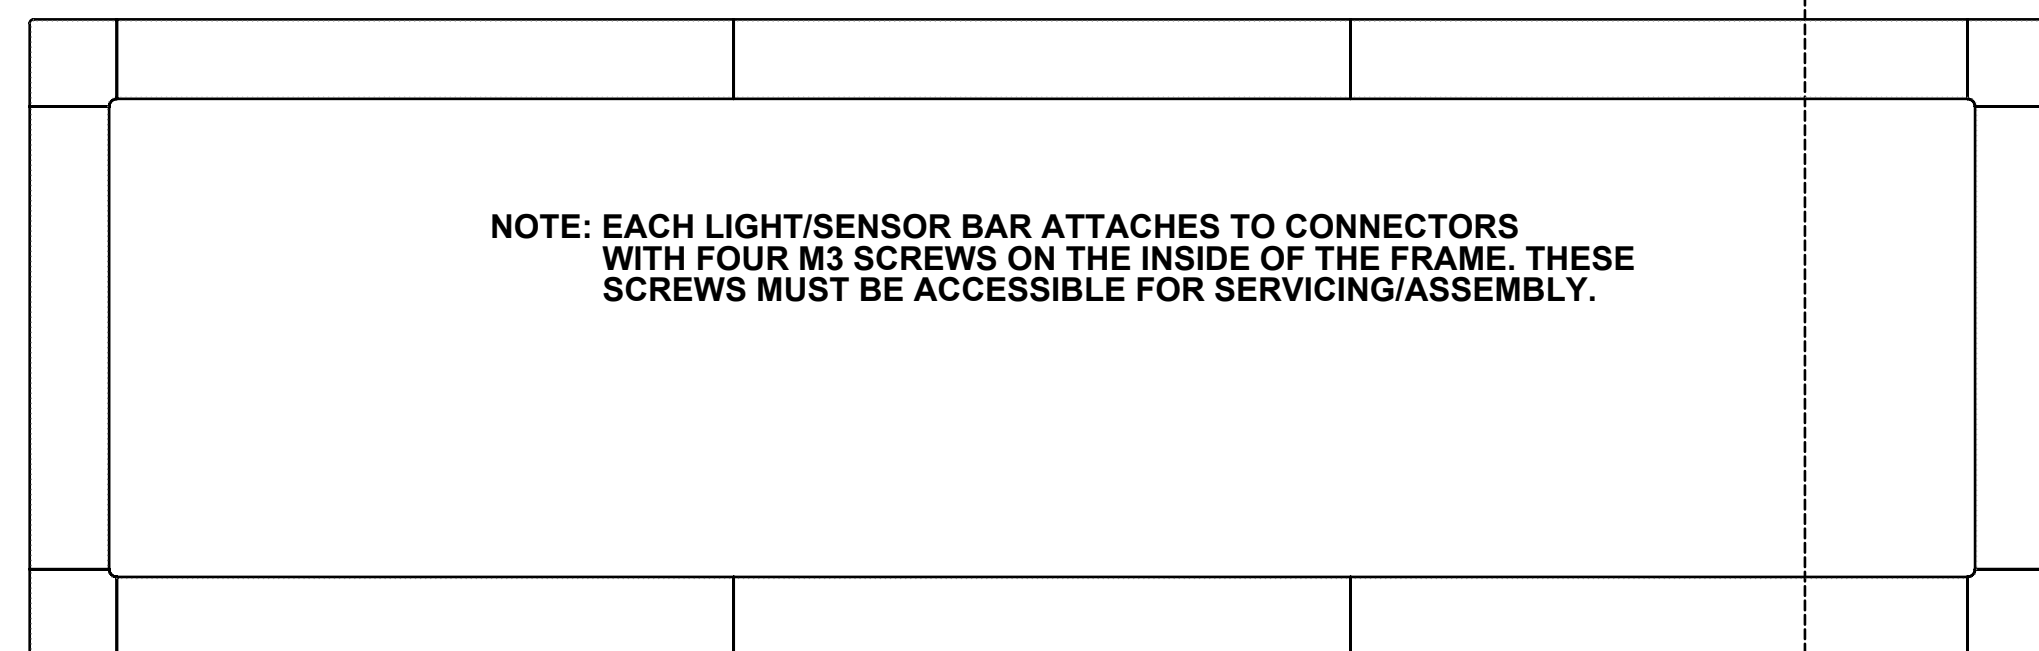 NOTE: EACH LIGHT/SENSOR BAR ATTACHES TO CONNECTORS
WITH FOUR M3 SCREWS ON THE INSIDE OF THE FRAME. THESE
SCREWS MUST BE ACCESSIBLE FOR SERVICING/ASSEMBLY.